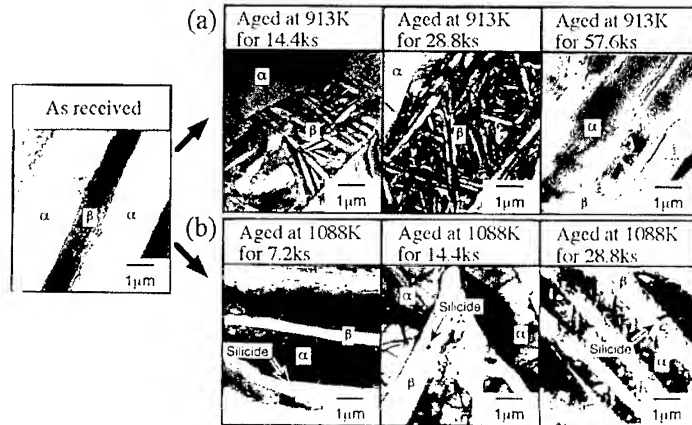 (a)
Aged at 913K
for 14.4ks
Aged at 913K
for 28.8ks
Aged at 913K
for 57.6ks
α
β
1μm
α
β
1μm
α
β
1μm
As received
α
β
α
1μm
(b)
Aged at 1088K
for 7.2ks
Aged at 1088K
for 14.4ks
Aged at 1088K
for 28.8ks
β
α
Silicide
1μm
α
Silicide
α
β
1μm
β
Silicide
α
1μm